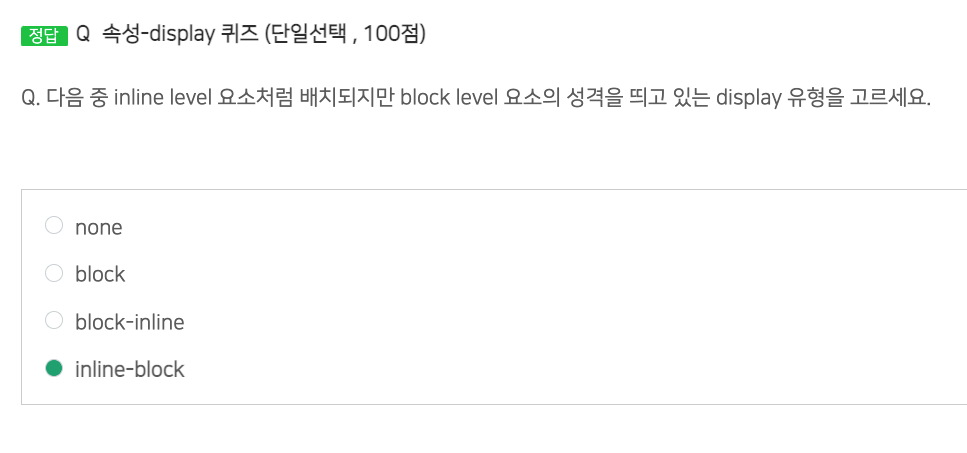 정답 Q 속성-display 퀴즈 (단일선택 , 100점)
Q. 다음 중 inline level 요소처럼 배치되지만 block level 요소의 성격을 띄고 있는 display 유형을 고르세요.
none
block
block-inline
inline-block